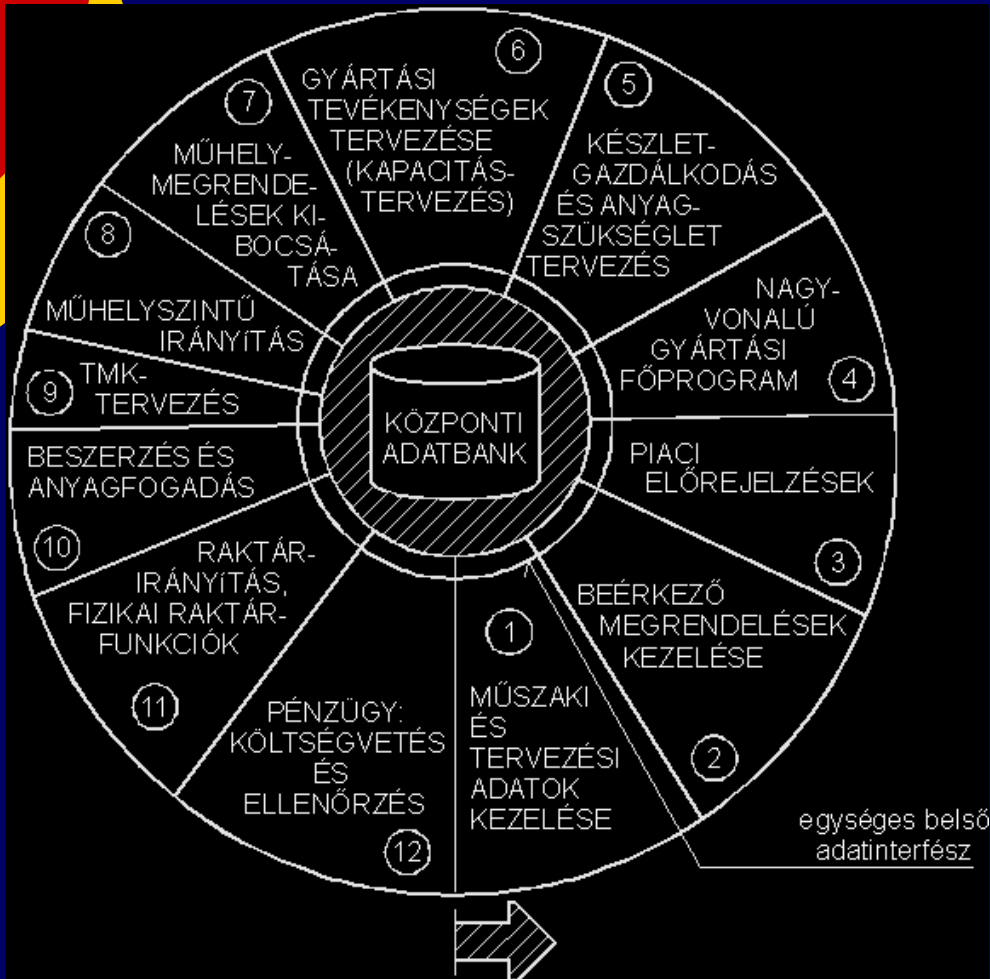 6
GYÁRTÁSI
TEVÉKENYSÉGEK
TERVEZÉSE
(KAPACITÁS-
TERVEZÉS)
5
KÉSZLET-
GAZDÁLKODÁS
ÉS ANYAG-
SZÜKSÉGLET
TERVEZÉS
7
MŰHELY-
MEGRENDE-
LÉSEK KI-
BOCSÁ-
TÁSA
8
MŰHELYSZINTŰ
IRÁNYíTÁS
NAGY-
VONALÚ
GYÁRTÁSI
FŐPROGRAM
4
9
TMK-
TERVEZÉS
KÖZPONTI
ADATBANK
PIACI
ELŐREJELZÉSEK
3
BESZERZÉS ÉS
ANYAGFOGADÁS
10
RAKTÁR-
IRÁNYíTÁS,
FIZIKAI RAKTÁR-
FUNKCIÓK
11
BEÉRKEZŐ
MEGRENDELÉSEK
KEZELÉSE
2
1
MŰSZAKI
ÉS
TERVEZÉSI
ADATOK
KEZELÉSE
PÉNZÜGY:
KÖLTSÉGVETÉS
ÉS
ELLENŐRZÉS
12
egységes belső
adatinterfész